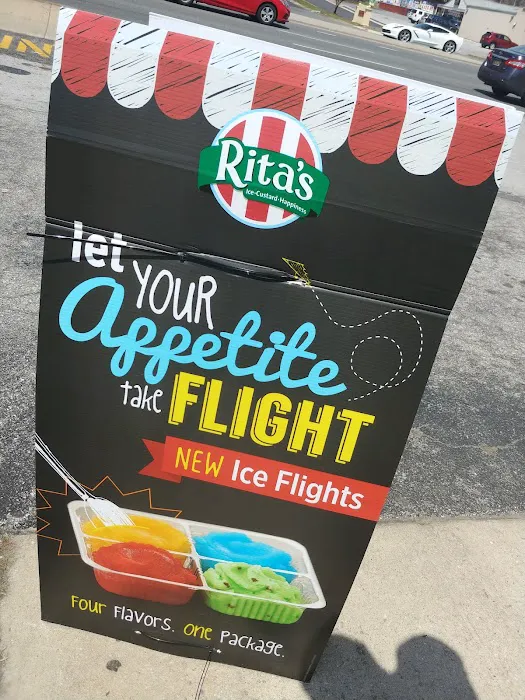 Rita's
Ice-Custard-Happiness
let YOUR
Appetite
take FLIGHT
NEW Ice Flights
Four Flavors. One Package.